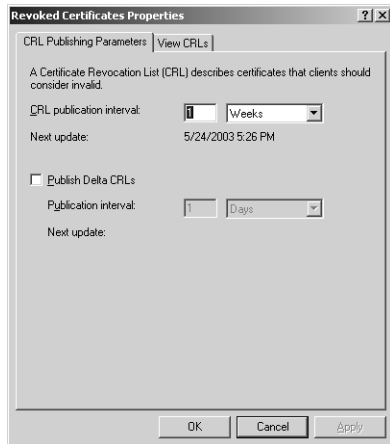 Revoked Certificates Properties
CRL Publishing Parameters View CRLs
A Certificate Revocation List (CRL) describes certificates that clients should
consider invalid.
CRL publication interval: 1 Weeks
Next update: 5/24/2003 5:26 PM
Publish Delta CRLs
Publication interval: 1 Days
Next update:
OK Cancel Apply